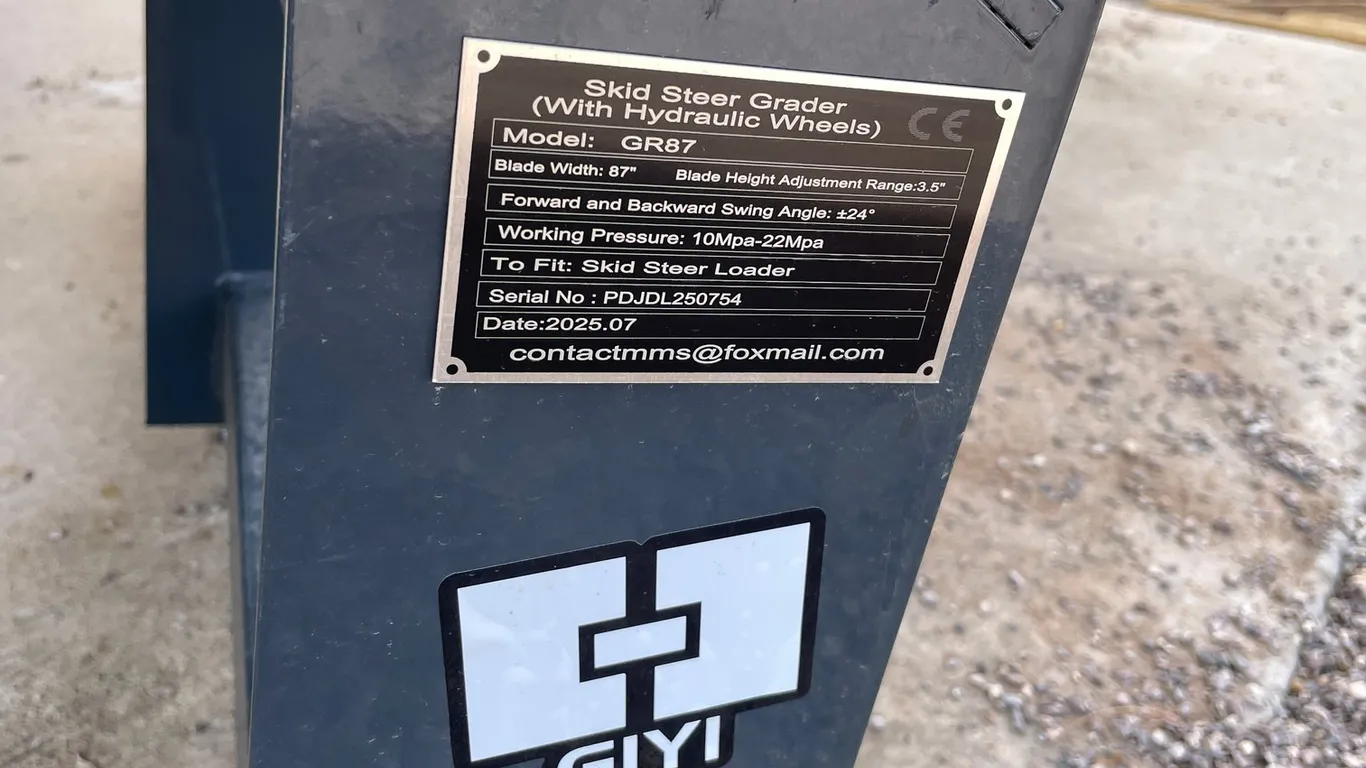 Skid Steer Grader
(With Hydraulic Wheels) CE
Model: GR87
Blade Width: 87" Blade Height Adjustment Range:3.5"
Forward and Backward Swing Angle: ±24°
Working Pressure: 10Mpa-22Mpa
To Fit: Skid Steer Loader
Serial No : PDJDL250754
Date:2025.07
contactmms@foxmail.com
GIYI